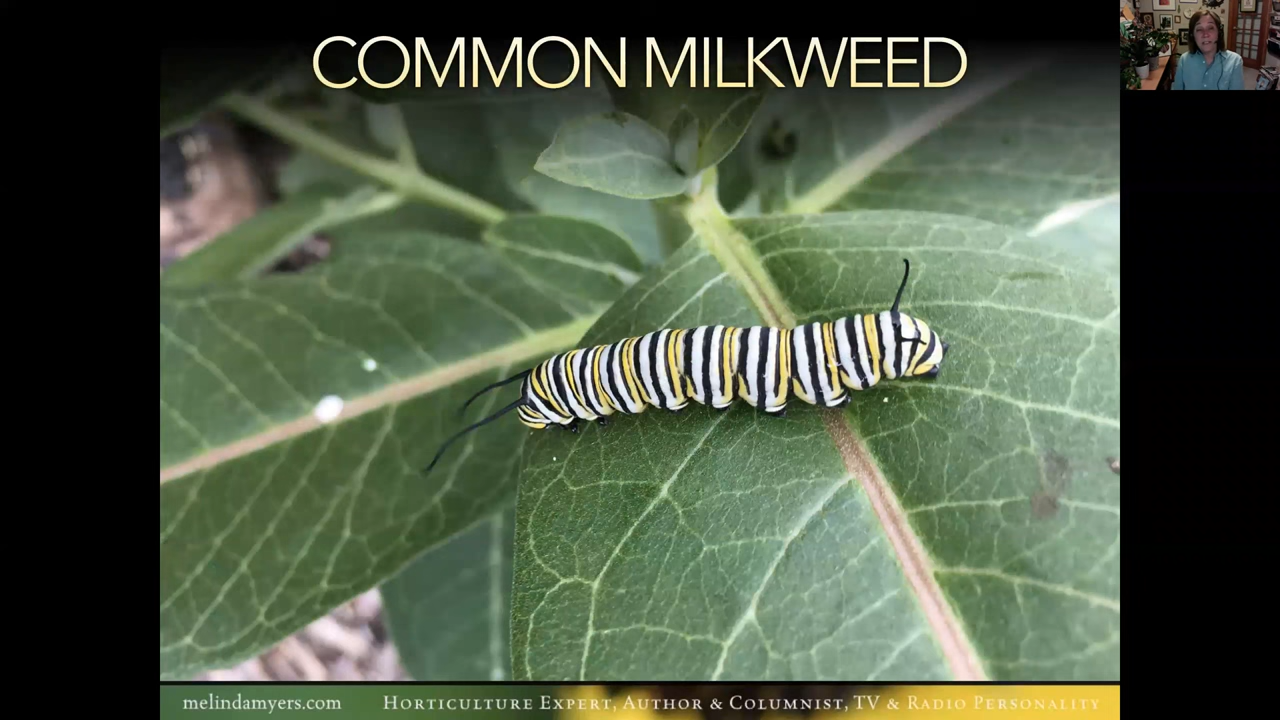 COMMON MILKWEED
melindamyers.com
Horticulture Expert, Author & Columnist, TV & Radio Personality